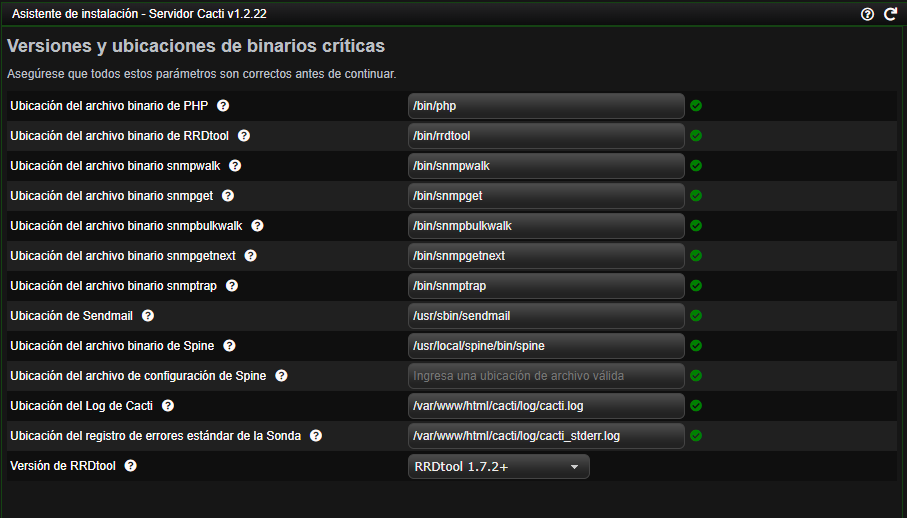 Asistente de instalación - Servidor Cacti v1.2.22
Versiones y ubicaciones de binarios críticas
Asegúrese que todos estos parámetros son correctos antes de continuar.
Ubicación del archivo binario de PHP ? /bin/php
Ubicación del archivo binario de RRDtool ? /bin/rrdtool
Ubicación del archivo binario snmpwalk ? /bin/snmpwalk
Ubicación del archivo binario snmpget ? /bin/snmpget
Ubicación del archivo binario snmpbulkwalk ? /bin/snmpbulkwalk
Ubicación del archivo binario snmpgetnext ? /bin/snmpgetnext
Ubicación del archivo binario snmptrap ? /bin/snmptrap
Ubicación de Sendmail ? /usr/sbin/sendmail
Ubicación del archivo binario de Spine ? /usr/local/spine/bin/spine
Ubicación del archivo de configuración de Spine ? Ingresa una ubicación de archivo válida
Ubicación del Log de Cacti ? /var/www/html/cacti/log/cacti.log
Ubicación del registro de errores estándar de la Sonda ? /var/www/html/cacti/log/cacti_stderr.log
Versión de RRDtool ? RRDtool 1.7.2+